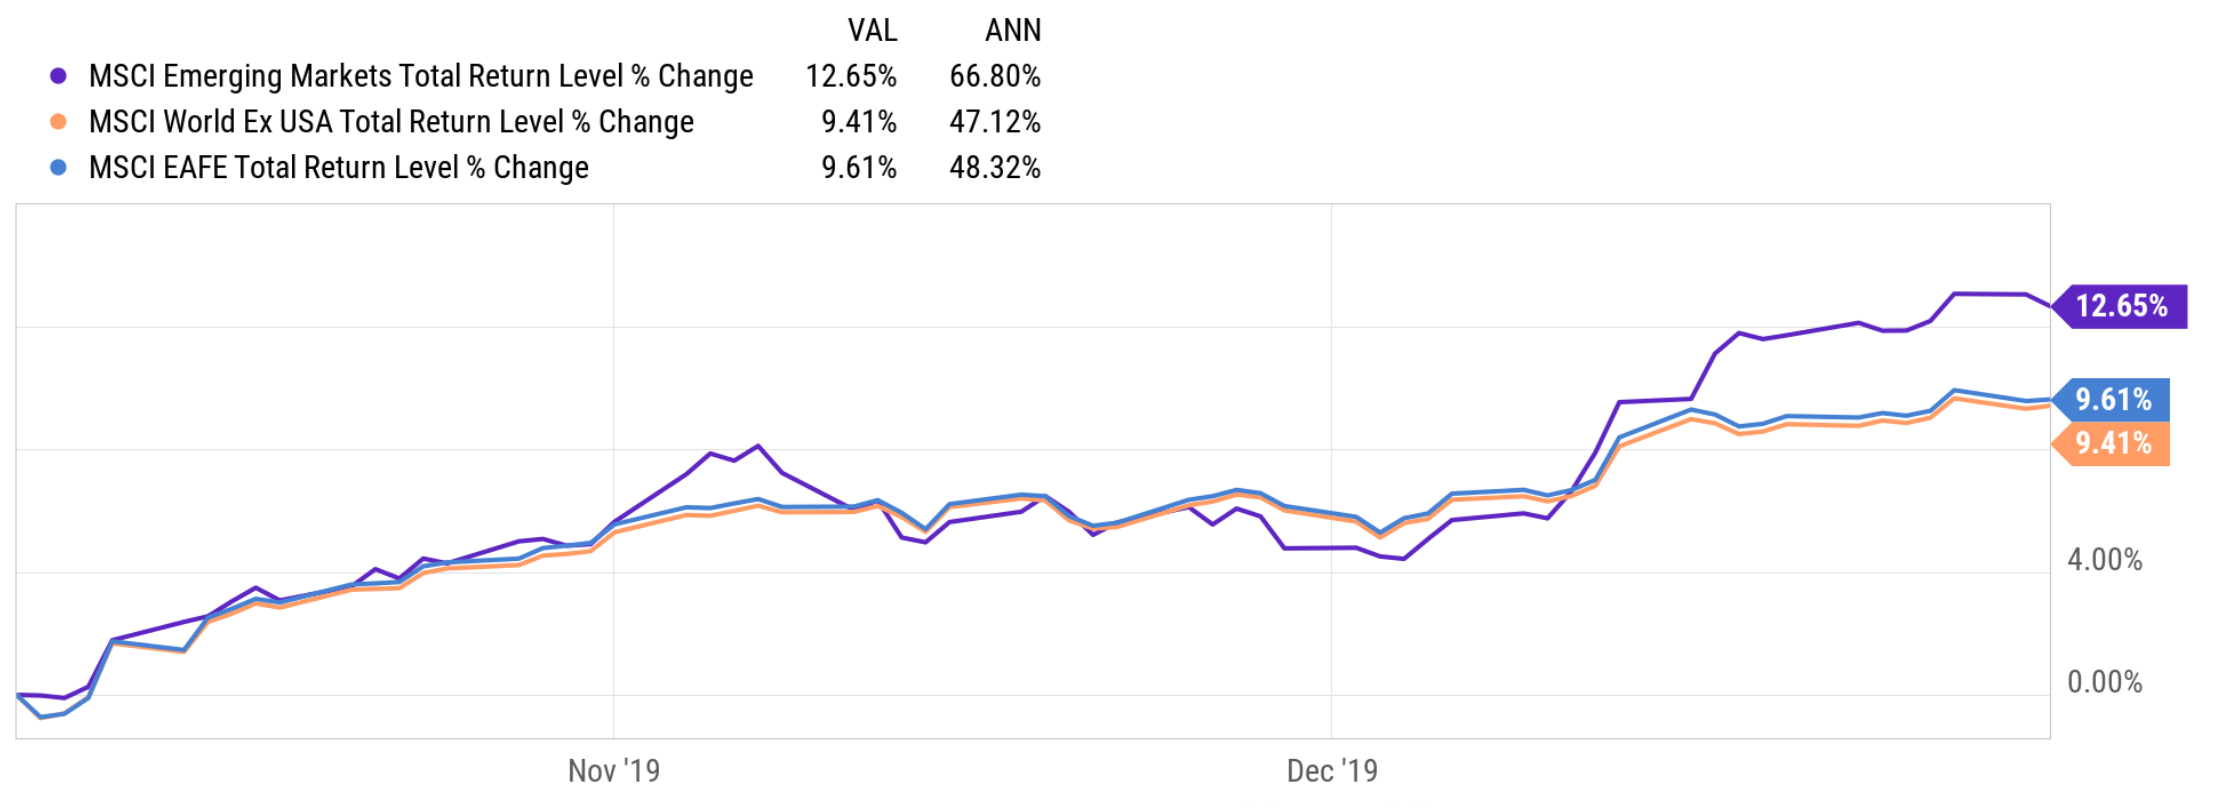 VAL ANN
MSCI Emerging Markets Total Return Level % Change 12.65% 66.80%
MSCI World Ex USA Total Return Level % Change 9.41% 47.12%
MSCI EAFE Total Return Level % Change 9.61% 48.32%
12.65%
9.61%
9.41%
4.00%
0.00%
Nov '19 Dec '19